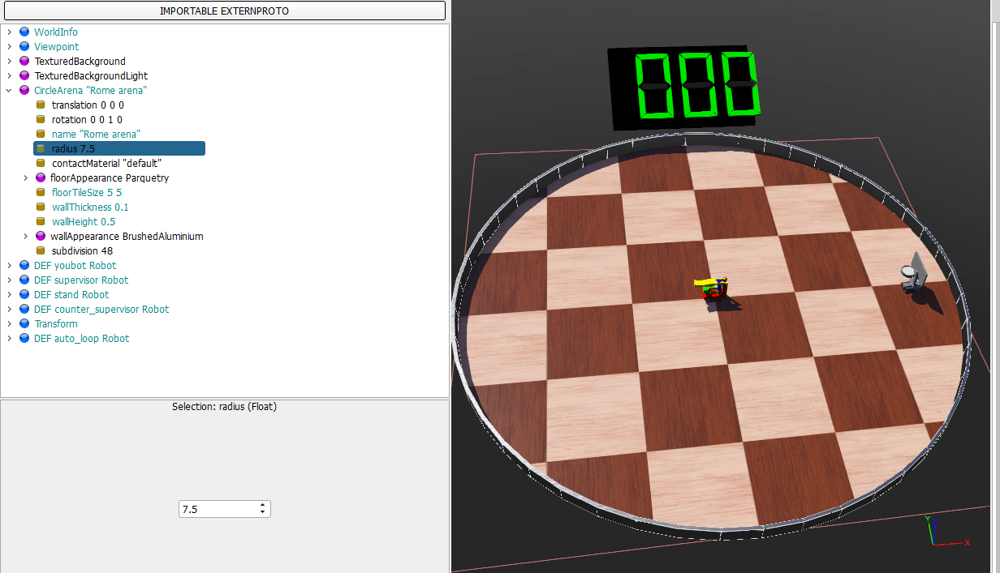 IMPORTABLE EXTERNPROTO
WorldInfo
Viewpoint
TexturedBackground
TexturedBackgroundLight
CircleArena "Rome arena"
translation 0 0 0
rotation 0 0 1 0
name "Rome arena"
radius 7.5
contactMaterial "default"
floorAppearance Parquetry
floorTileSize 5 5
wallThickness 0.1
wallHeight 0.5
wallAppearance BrushedAluminium
subdivision 48
DEF youbot Robot
DEF supervisor Robot
DEF stand Robot
DEF counter_supervisor Robot
Transform
DEF auto_loop Robot
Selection: radius (Float)
7.5
000
Y Z
X